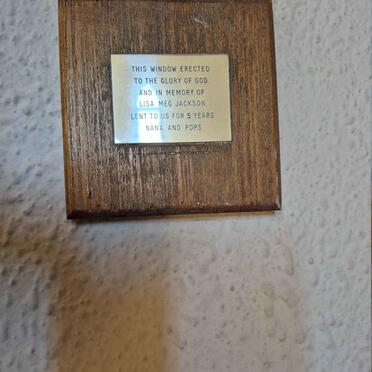 THIS WINDOW ERECTED
TO THE GLORY OF GOD
AND IN MEMORY OF
LISA MEG JACKSON
LENT TO US FOR 5 YEARS
NANA AND POPS